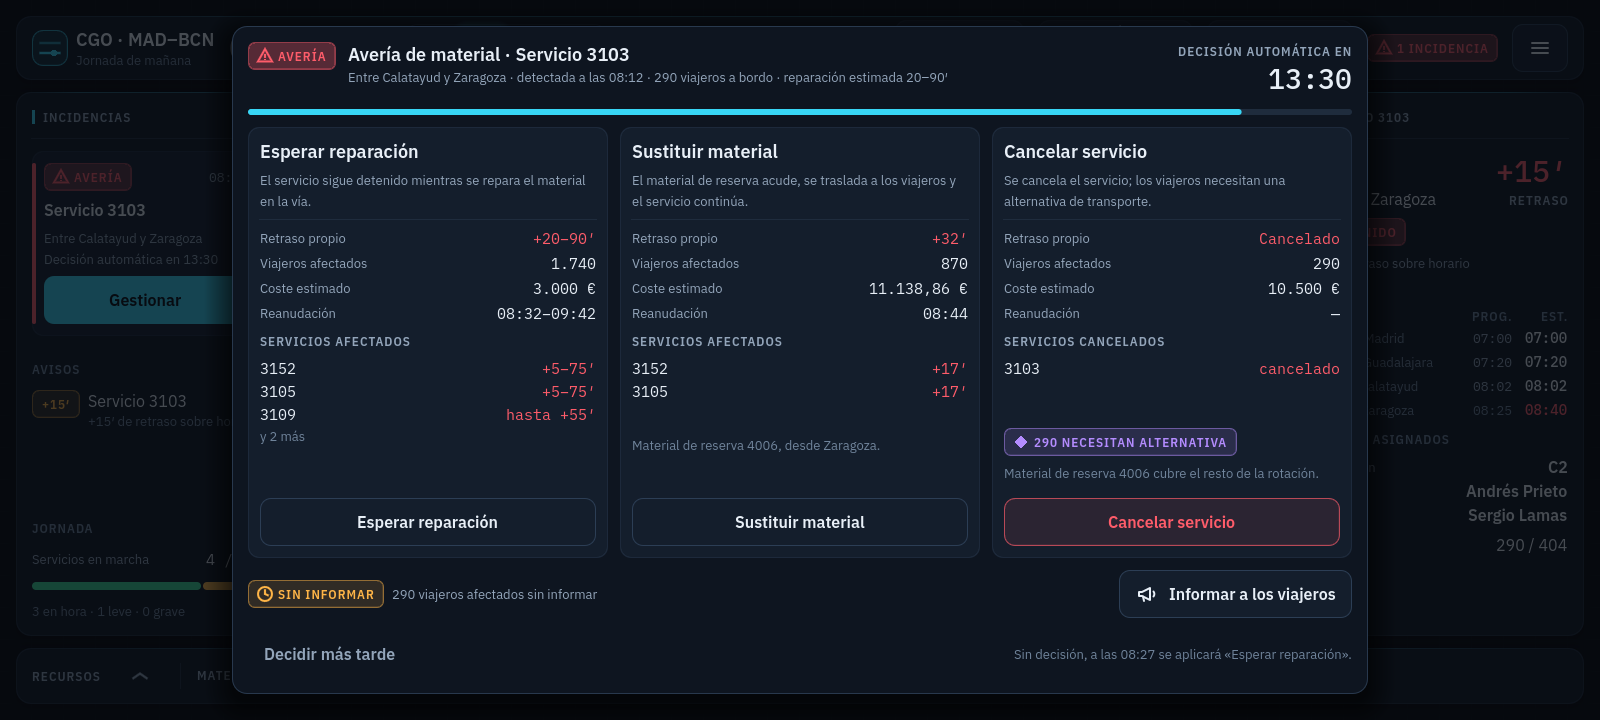 CGO · MAD–BCN
Jornada de mañana
1 INCIDENCIA
AVERÍA
Avería de material · Servicio 3103
Entre Calatayud y Zaragoza · detectada a las 08:12 · 290 viajeros a bordo · reparación estimada 20–90′
DECISIÓN AUTOMÁTICA EN
13:30
Esperar reparación
El servicio sigue detenido mientras se repara el material
en la vía.
Retraso propio +20–90′
Viajeros afectados 1.740
Coste estimado 3.000 €
Reanudación 08:32–09:42
SERVICIOS AFECTADOS
3152 +5–75′
3105 +5–75′
3109 hasta +55′
y 2 más
Esperar reparación
Sustituir material
El material de reserva acude, se traslada a los viajeros y
el servicio continúa.
Retraso propio +32′
Viajeros afectados 870
Coste estimado 11.138,86 €
Reanudación 08:44
SERVICIOS AFECTADOS
3152 +17′
3105 +17′
Material de reserva 4006, desde Zaragoza.
Sustituir material
Cancelar servicio
Se cancela el servicio; los viajeros necesitan una
alternativa de transporte.
Retraso propio Cancelado
Viajeros afectados 290
Coste estimado 10.500 €
Reanudación —
SERVICIOS CANCELADOS
3103 cancelado
290 NECESITAN ALTERNATIVA
Material de reserva 4006 cubre el resto de la rotación.
Cancelar servicio
SIN INFORMAR
290 viajeros afectados sin informar
Informar a los viajeros
Decidir más tarde
Sin decisión, a las 08:27 se aplicará «Esperar reparación».
INCIDENCIAS
AVERÍA
08:
Servicio 3103
Entre Calatayud y Zaragoza
Decisión automática en 13:30
Gestionar
AVISOS
+15′
Servicio 3103
+15′ de retraso sobre
JORNADA
Servicios en marcha 4 /
3 en hora · 1 leve · 0 grave
RECURSOS
3103
+15′
Zaragoza
RETRASO
sobre horario
PROG. EST.
Madrid 07:00 07:00
07:20 07:20
08:02 08:02
08:25 08:40
ASIGNADOS
C2
Andrés Prieto
Sergio Lamas
290 / 404